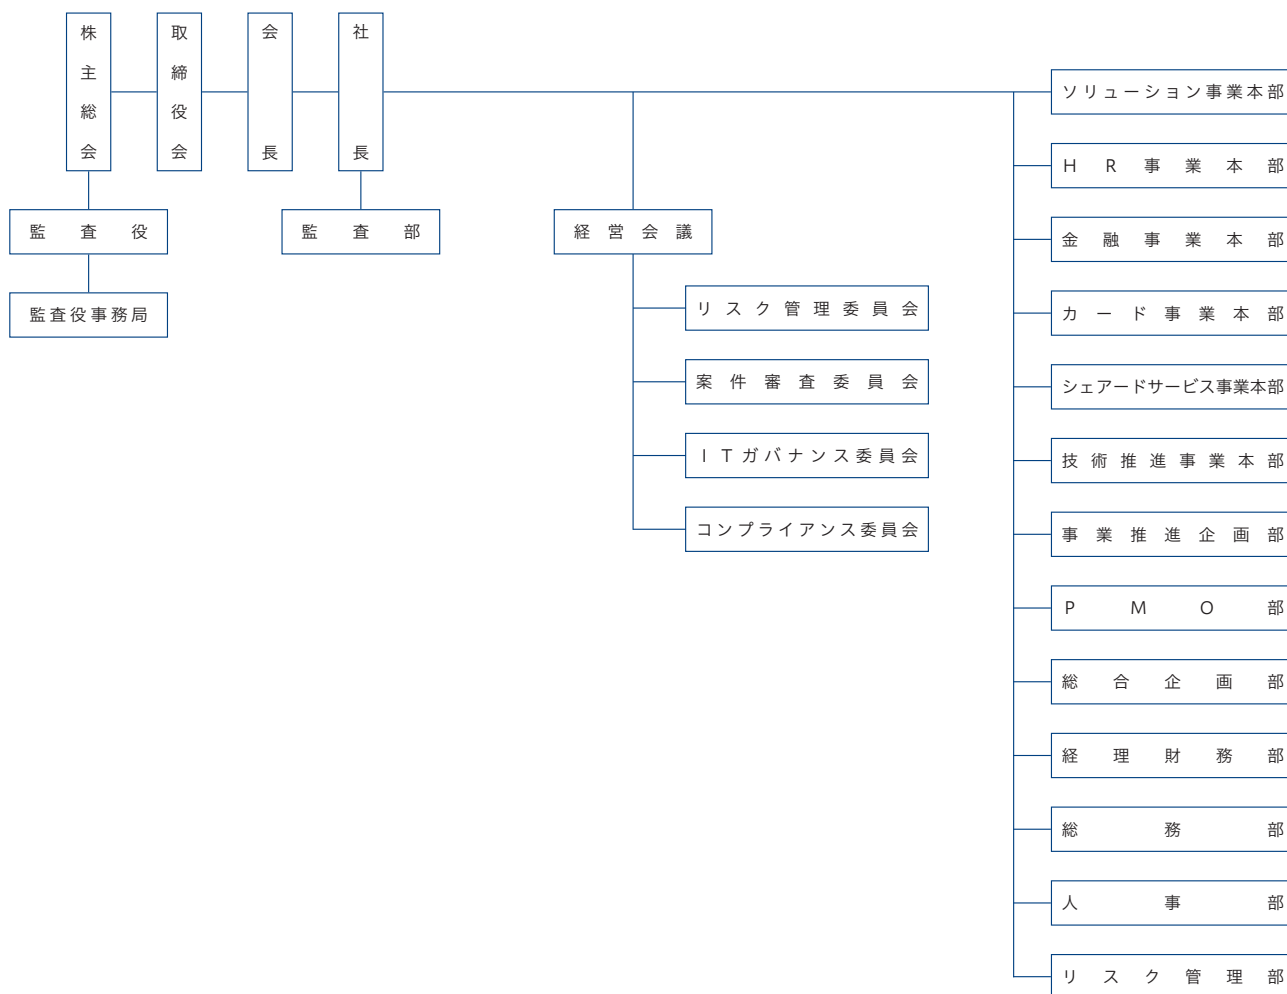 株主総会
取締役会
会長
社長
監査役
監査役事務局
監査部
経営会議
リスク管理委員会
案件審査委員会
ITガバナンス委員会
コンプライアンス委員会
ソリューション事業本部
HR事業本部
金融事業本部
カード事業本部
シェアードサービス事業本部
技術推進事業本部
事業推進企画部
PMO部
総合企画部
経理財務部
総務部
人事部
リスク管理部